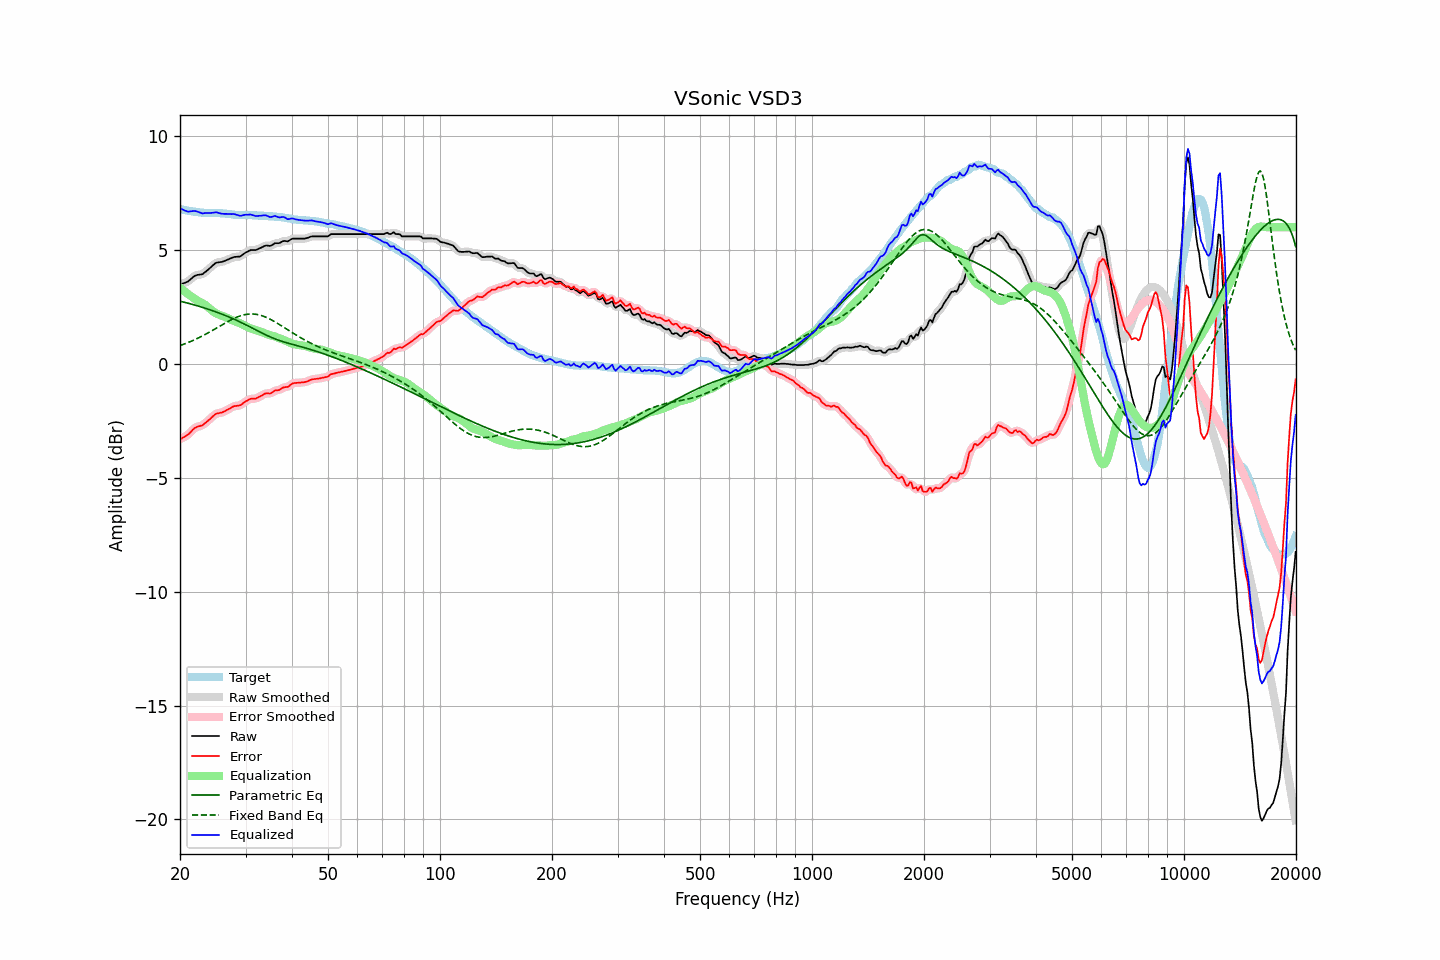 VSonic VSD3
Amplitude (dBr)
10
5
0
−5
−10
−15
−20
Target
Raw Smoothed
Error Smoothed
Raw
Error
Equalization
Parametric Eq
Fixed Band Eq
Equalized
20 50 100 200 500 1000 2000 5000 10000 20000
Frequency (Hz)